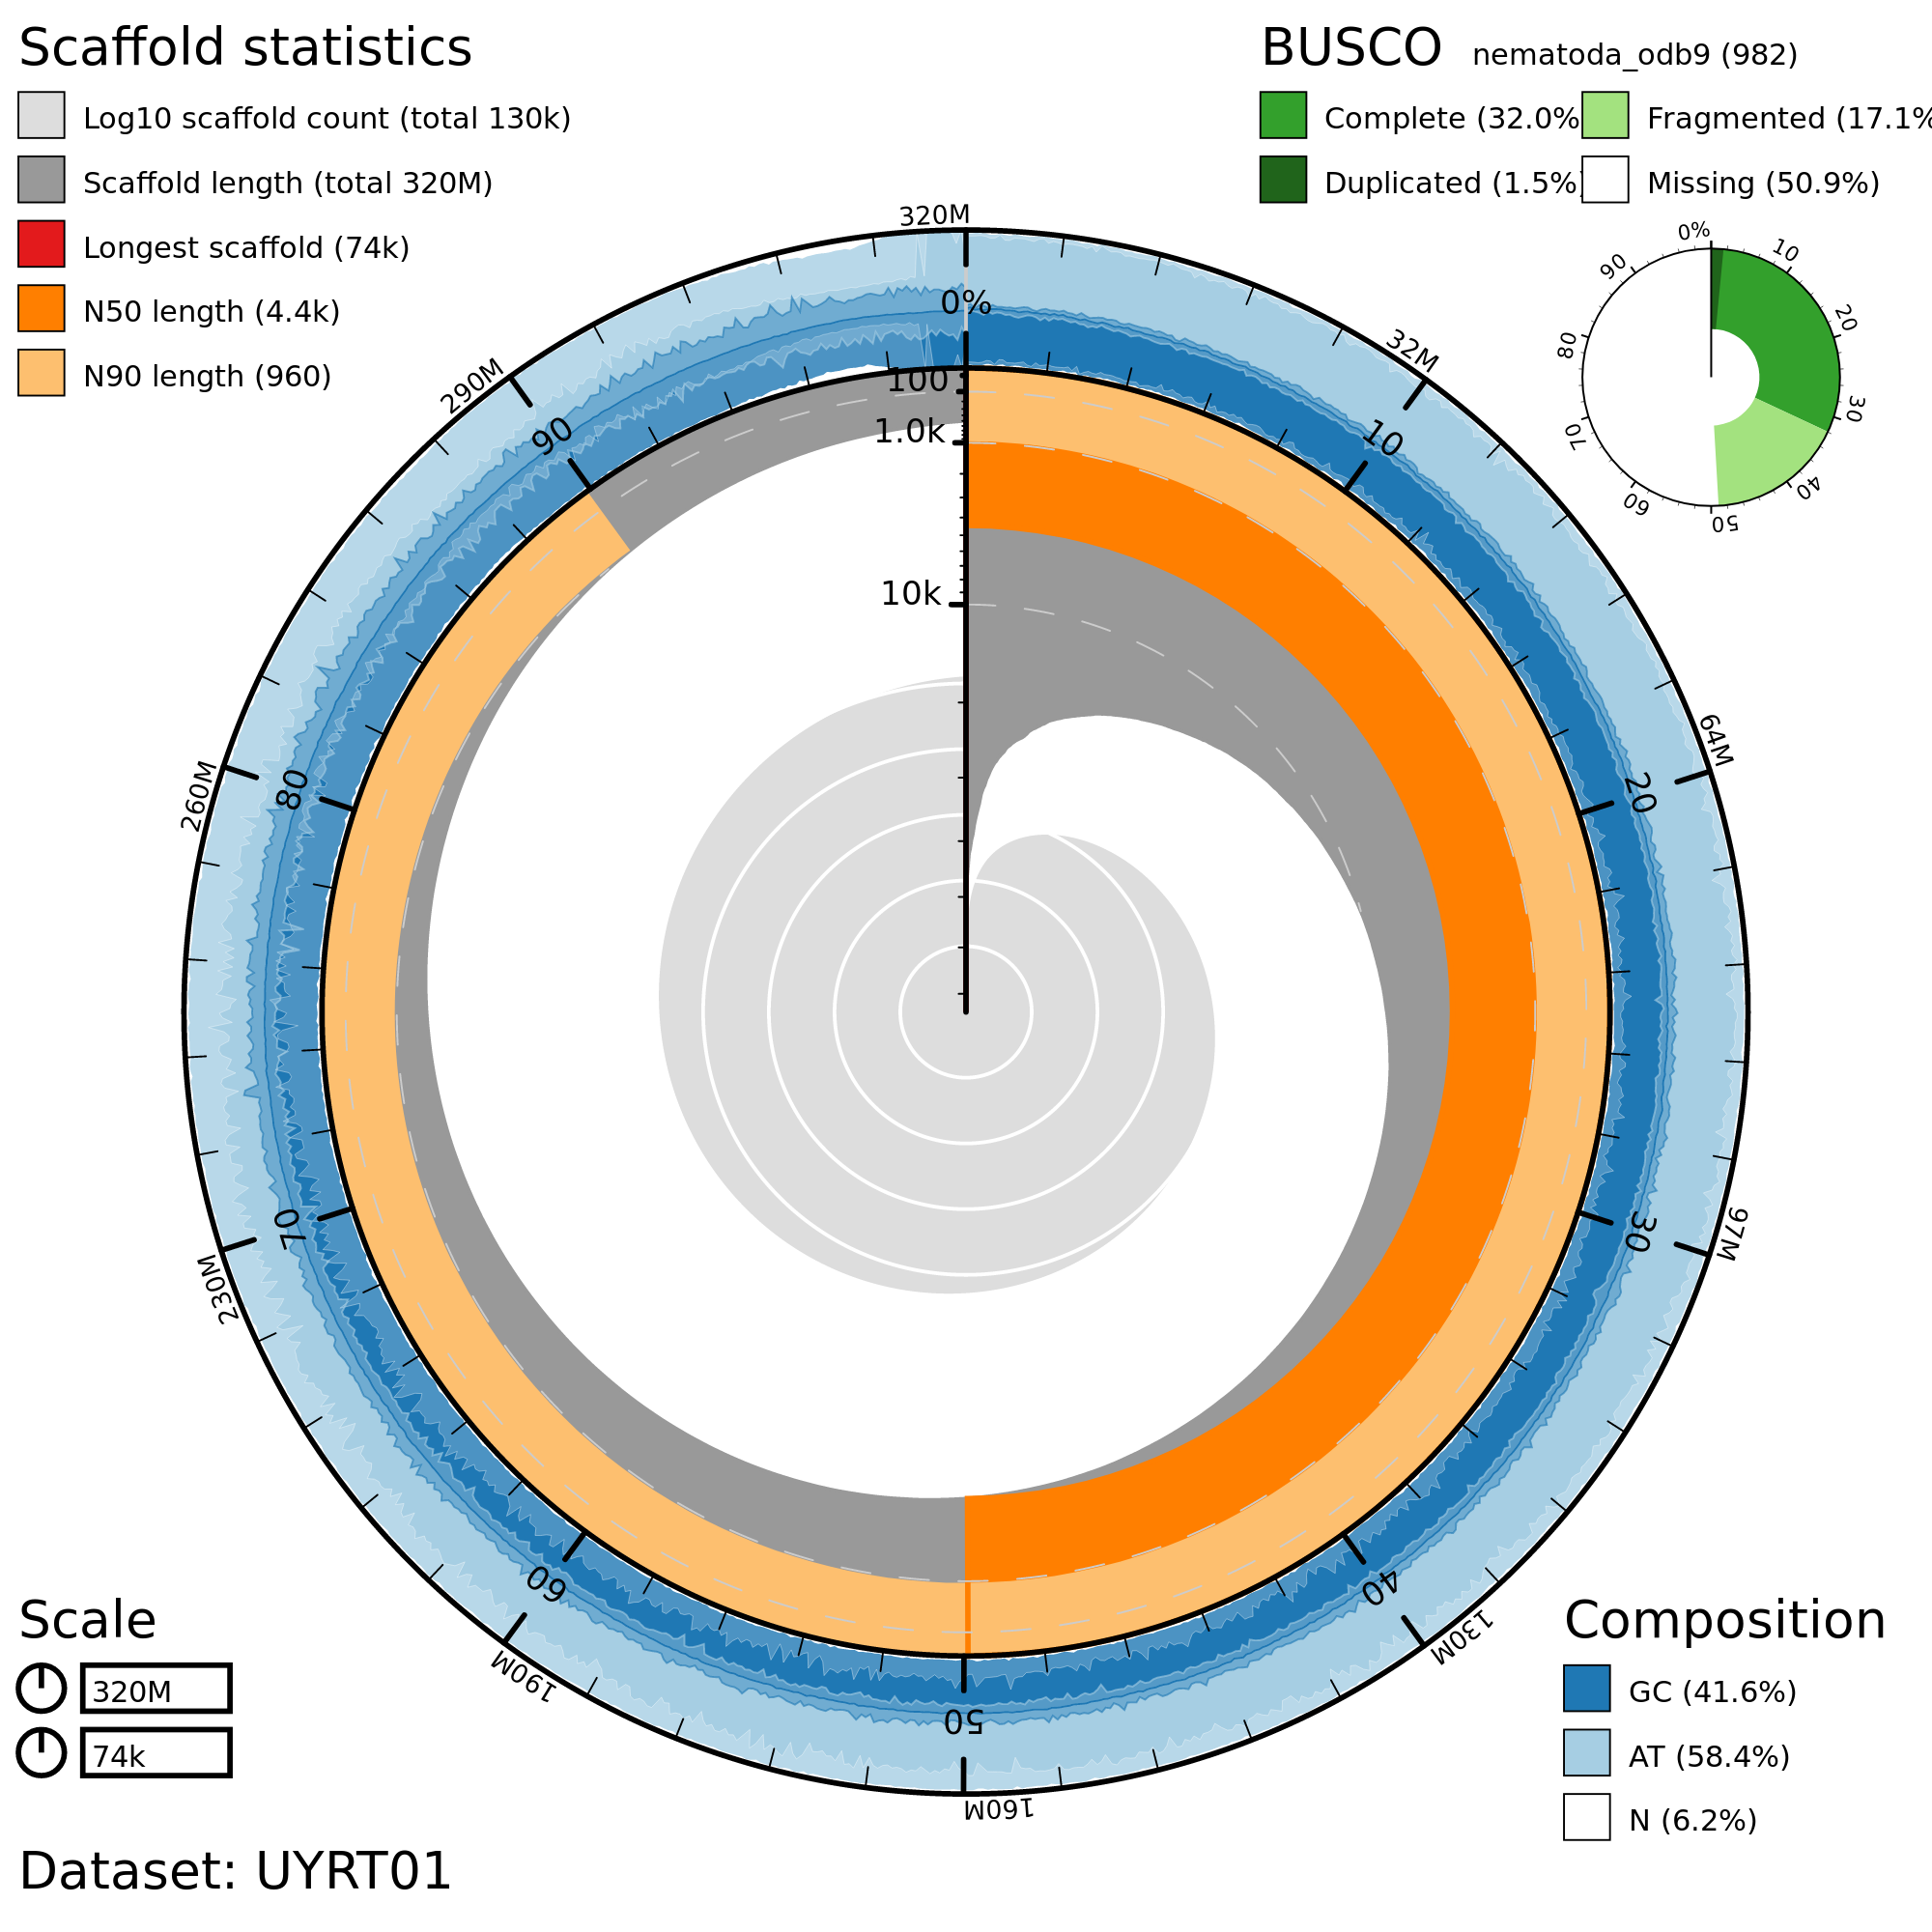 Scaffold statistics
Log10 scaffold count (total 130k)
Scaffold length (total 320M)
Longest scaffold (74k)
N50 length (4.4k)
N90 length (960)
BUSCO nematoda_odb9 (982)
Complete (32.0%
Fragmented (17.1%
Duplicated (1.5%)
Missing (50.9%)
0%
10
20
30
40
50
60
70
80
90
320M
32M
64M
97M
130M
160M
190M
230M
260M
290M
0%
10
20
30
40
50
60
70
80
90
100
1.0k
10k
Scale
320M
74k
Composition
GC (41.6%)
AT (58.4%)
N (6.2%)
Dataset: UYRT01